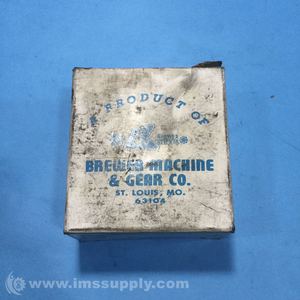 A PRODUCT OF
BREWER MACHINE
& GEAR CO.
ST. LOUIS, MO.
63104
© www.imssupply.com